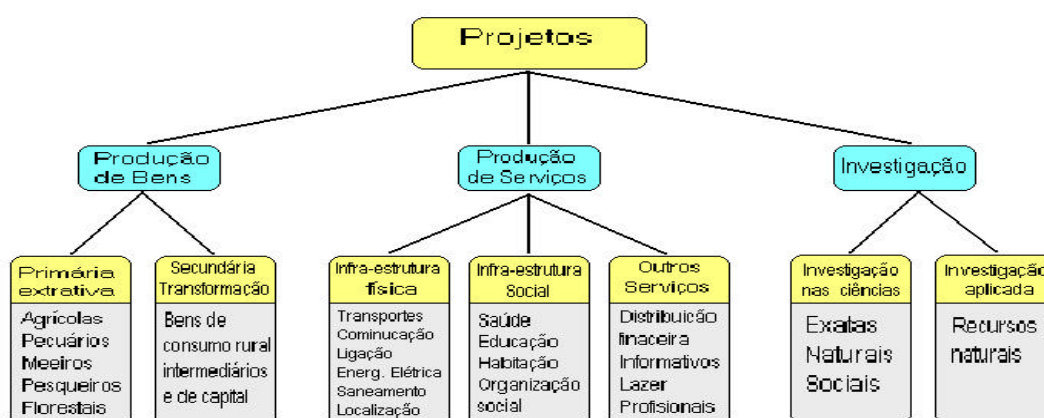 Projetos
Produção
de Bens
Produção
de Serviços
Investigação
Primária
extrativa
Agrícolas
Pecuários
Meeiros
Pesqueiros
Florestais
Secundária
Transformação
Bens de
consumo rural
intermediários
e de capital
Infra-estrutura
física
Transportes
Cominucação
Ligação
Energ. Elétrica
Saneamento
Localização
Infra-estrutura
Social
Saúde
Educação
Habitação
Organização
social
Outros
Serviços
Distribuicão
finaceira
Informativos
Lazer
Profisionais
Investigação
nas ciências
Exatas
Naturais
Sociais
Investigação
aplicada
Recursos
naturais